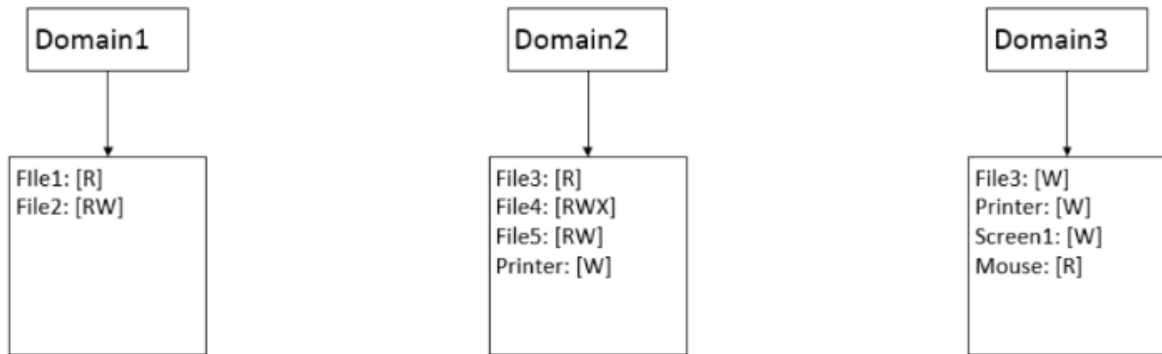 Domain1
FIle1: [R]
File2: [RW]
Domain2
File3: [R]
File4: [RWX]
File5: [RW]
Printer: [W]
Domain3
File3: [W]
Printer: [W]
Screen1: [W]
Mouse: [R]